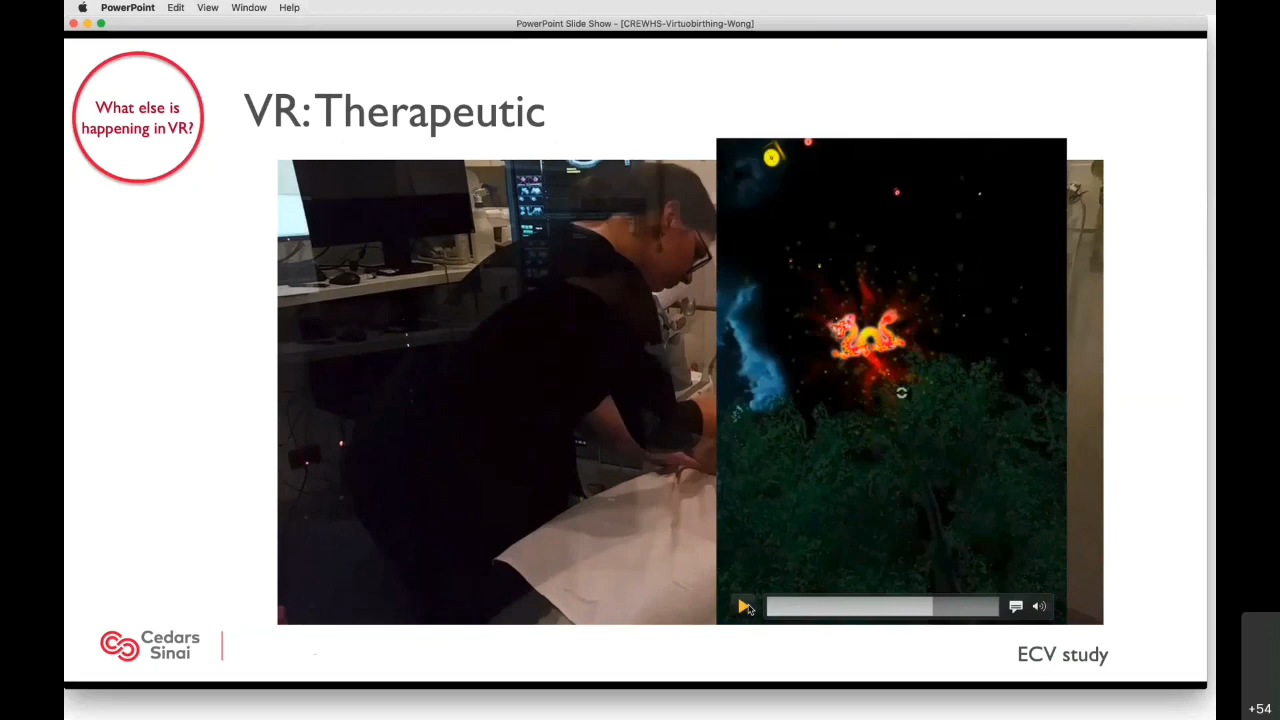 PowerPoint Edit View Window Help
PowerPoint Slide Show - [CREWHS-Virtuobirthing-Wong]
What else is
happening in VR?
VR: Therapeutic
Cedars
Sinai
ECV study
+54